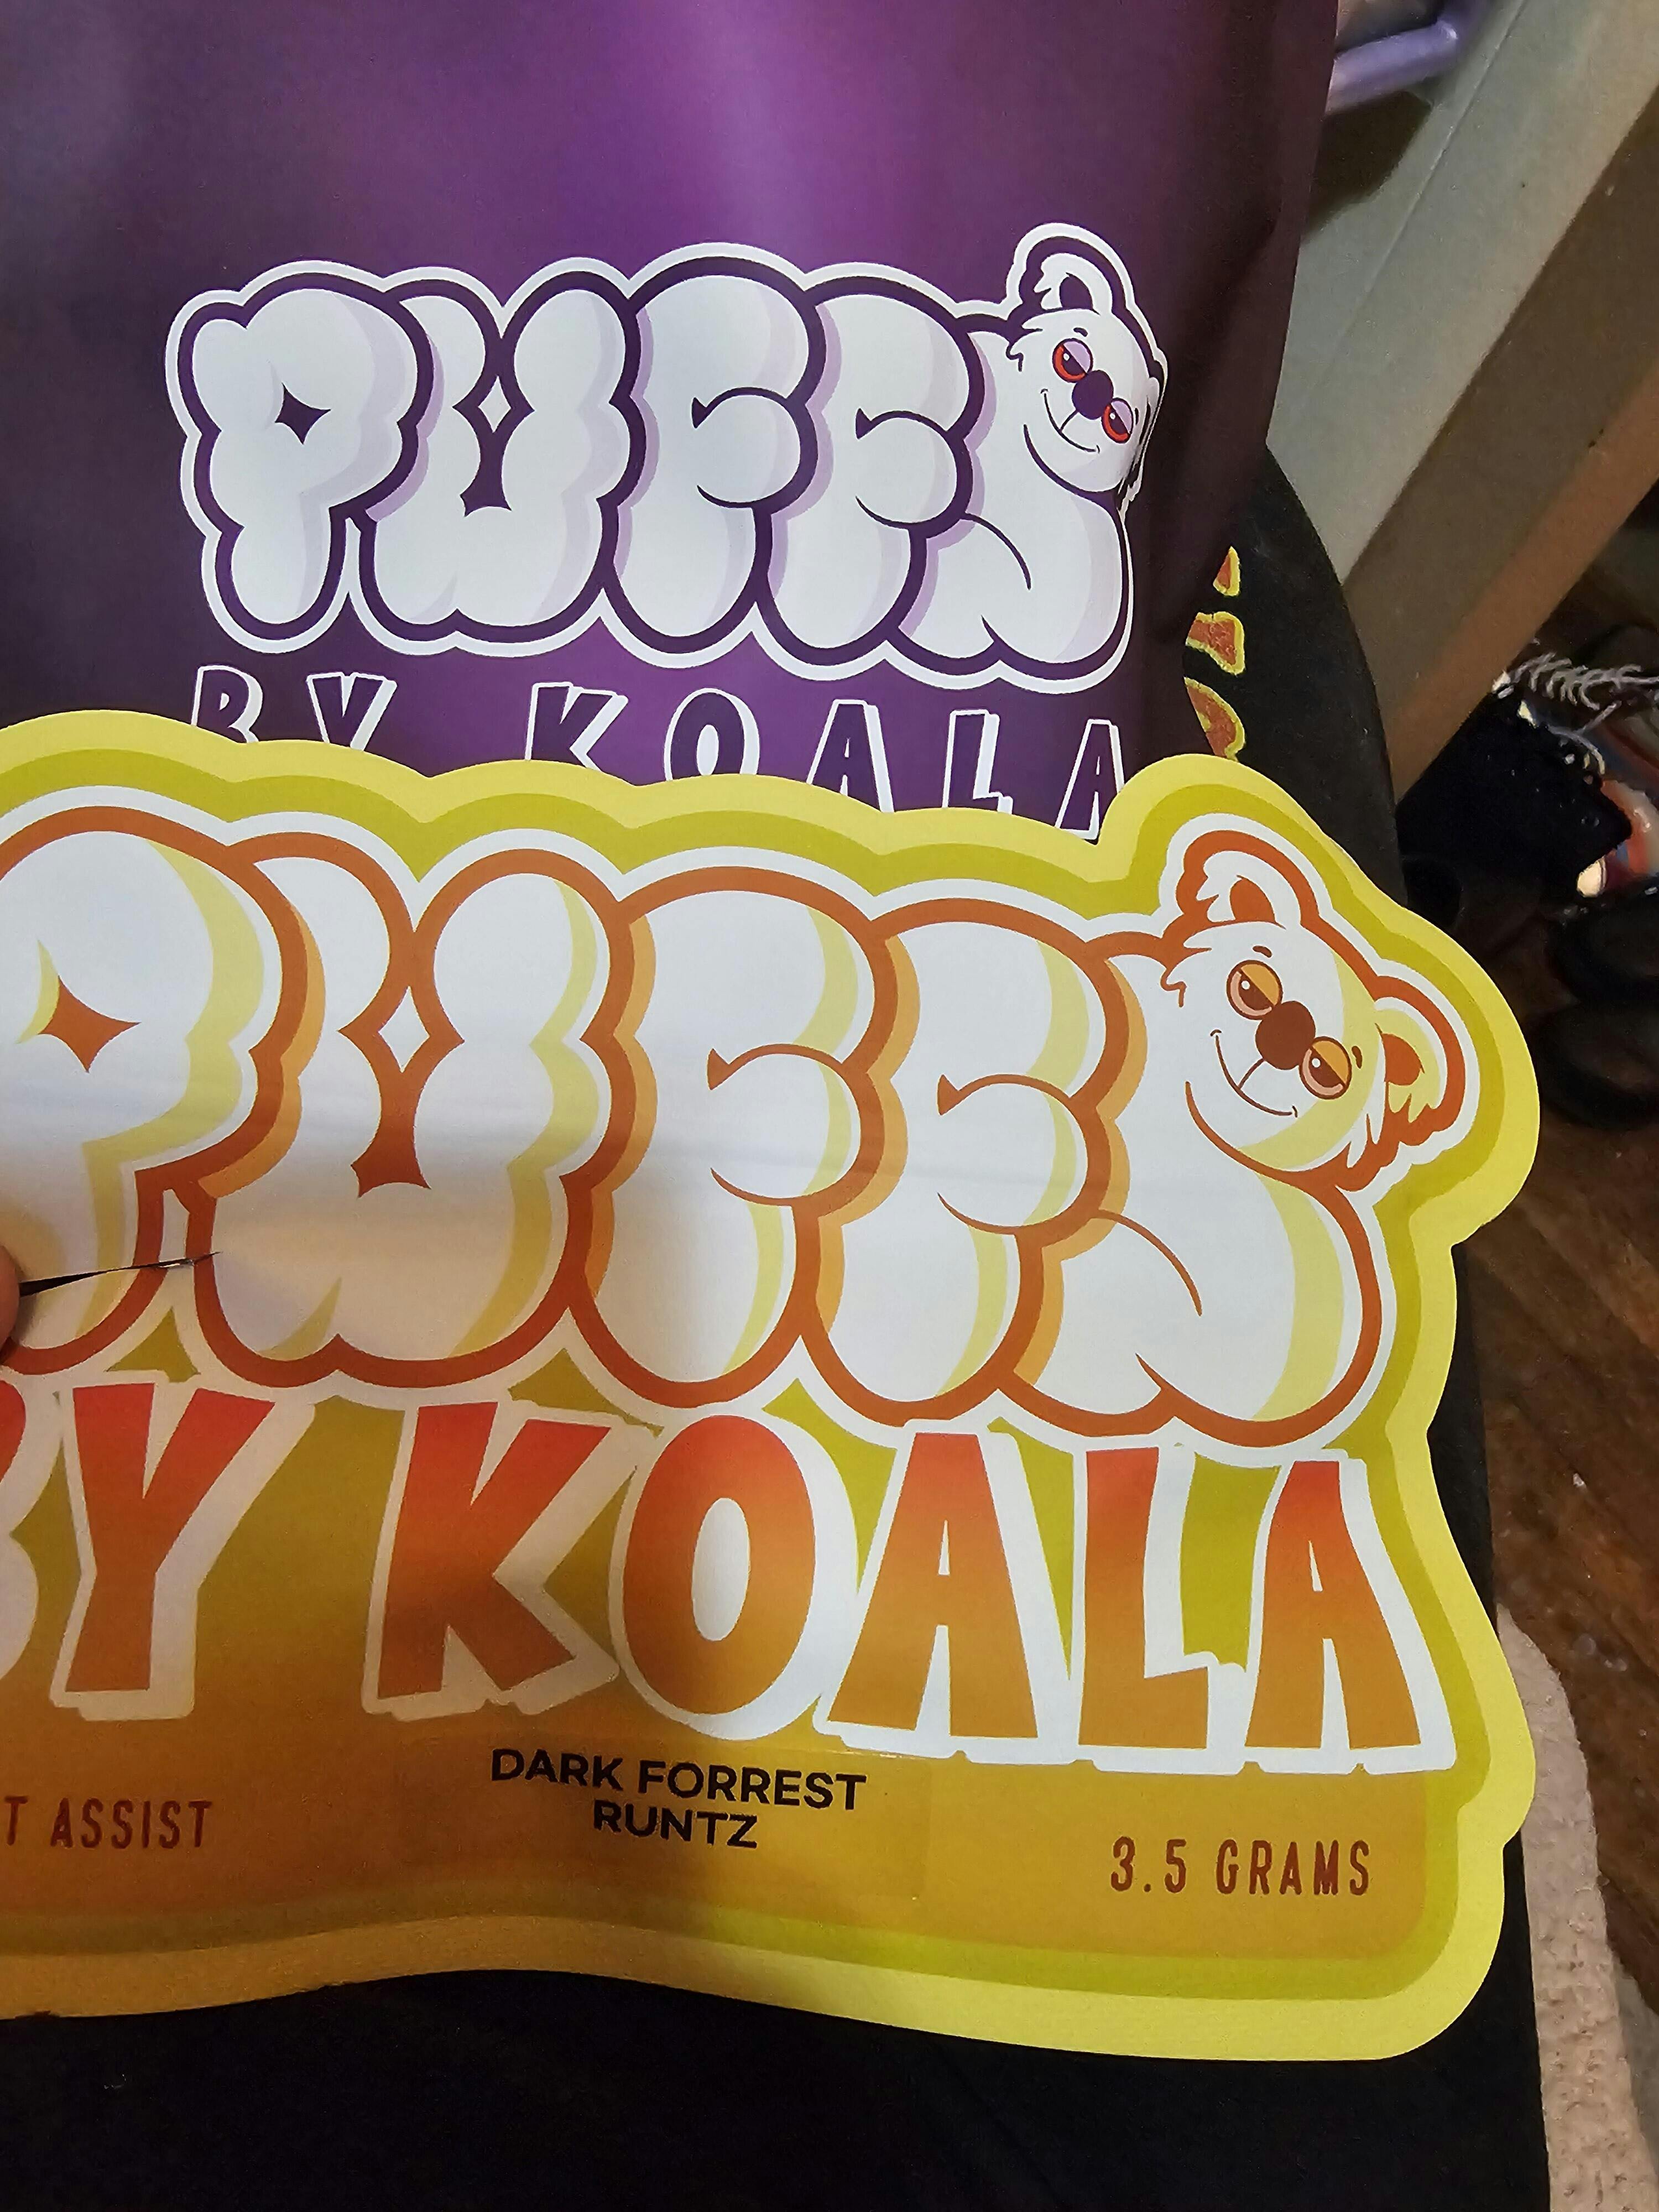 PUFFS
BY KOALA
PUFFS
BY KOALA
DARK FORREST
RUNTZ
T ASSIST
3.5 GRAMS